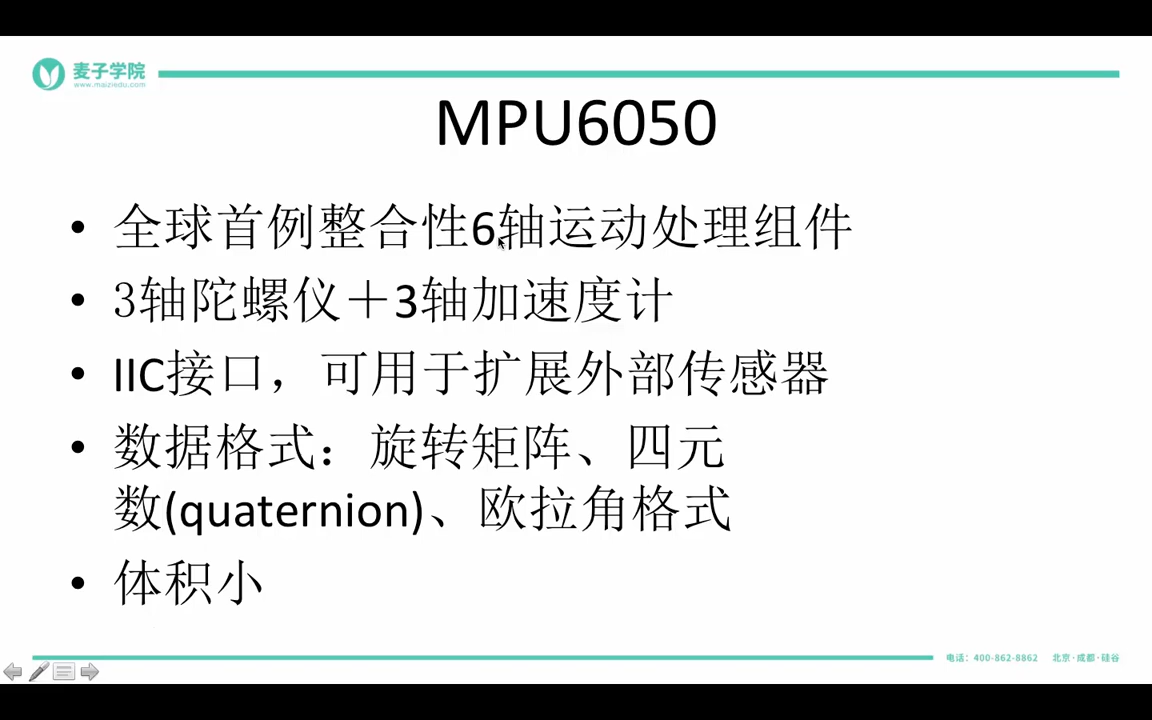 麦子学院
www.maiziedu.com
MPU6050
• 全球首例整合性6轴运动处理组件
• 3轴陀螺仪＋3轴加速度计
• IIC接口，可用于扩展外部传感器
• 数据格式：旋转矩阵、四元
数(quaternion)、欧拉角格式
• 体积小
电话：400-862-8862 北京·成都·硅谷